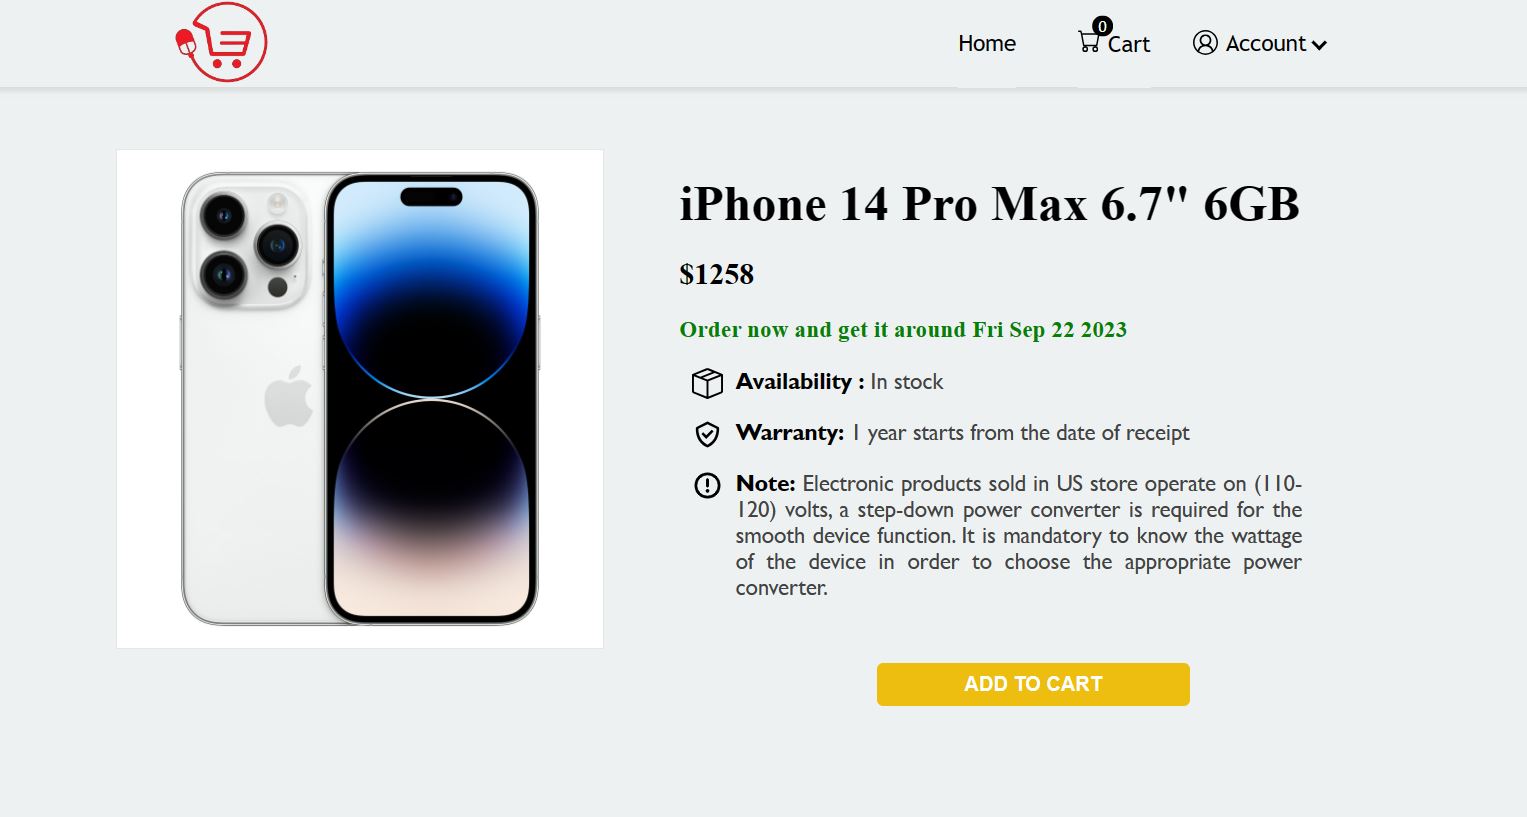 0
Home
Cart
Account
iPhone 14 Pro Max 6.7" 6GB
$1258
Order now and get it around Fri Sep 22 2023
Availability : In stock
Warranty: 1 year starts from the date of receipt
Note: Electronic products sold in US store operate on (110-
120) volts, a step-down power converter is required for the
smooth device function. It is mandatory to know the wattage
of the device in order to choose the appropriate power
converter.
ADD TO CART